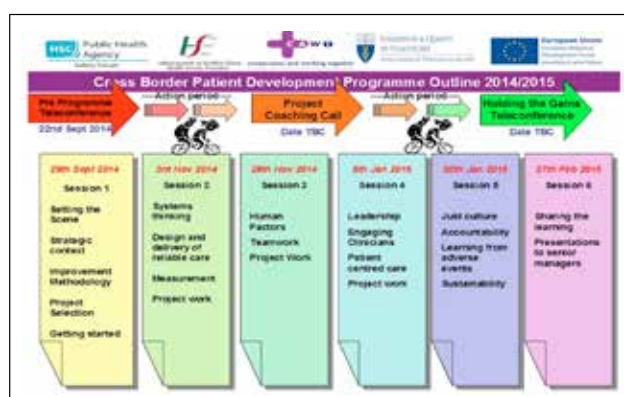 HSC Public Health Agency
CAWT
European Union
Cross Border Patient Development Programme Outline 2014/2015
Pre Programme Teleconference
22nd Sept 2014
Action period
Project Coaching Call
Date TBC
Action period
Holding the Gains Teleconference
Date TBC
29th Sept 2014
Session 1
Setting the Scene
Strategic context
Improvement Methodology
Project Selection
Getting started
3rd Nov 2014
Session 2
Systems thinking
Design and delivery of reliable care
Measurement
Project work
Nov 2014
Session 3
Human Factors
Teamwork
Project Work
Jan 2015
Session 4
Leadership
Engaging Clinicians
Patient centred care
Project work
Jan 2015
Session 5
Just culture
Accountability
Learning from adverse events
Sustainability
27th Feb 2015
Session 6
Sharing the learning
Presentations to senior managers